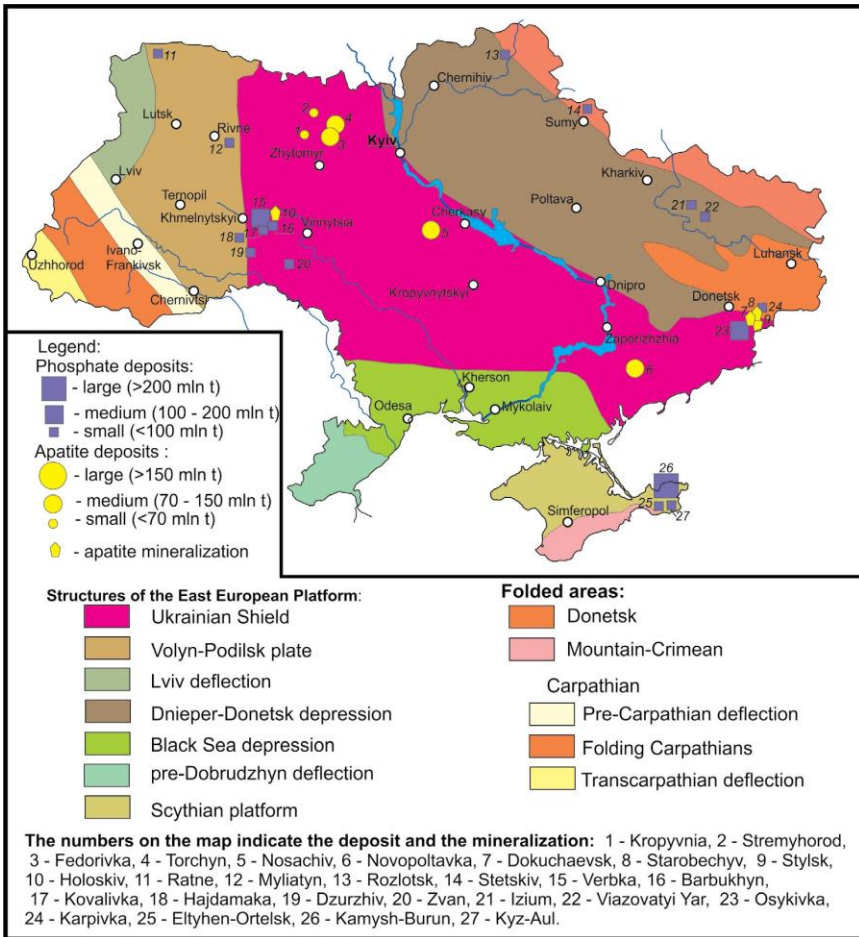 11
13
Chernihiv
2
4
1
3
Lutsk
Rivne
12
14
Sumy
Kyiv
Zhylomyr
Kharkiv
Lviv
Ternopil
Khmelnytskyi
15
10
16
17
18
19
20
Vinnytsia
Cherkasy
5
Poltava
21
22
Uzhhorod
Ivano-
Frankivsk
Chernivtsi
Kropyvnytskyi
Dnipro
Luhansk
Donetsk
8
24
7
9
23
Zaporizhzhia
6
Kherson
Odesa
Mykolaiv
26
25
27
Simferopol
Legend:
Phosphate deposits:
- large (>200 mln t)
- medium (100 - 200 mln t)
- small (<100 mln t)
Apatite deposits :
- large (>150 mln t)
- medium (70 - 150 mln t)
- small (<70 mln t)
- apatite mineralization
Structures of the East European Platform:
Ukrainian Shield
Volyn-Podilsk plate
Lviv deflection
Dnieper-Donetsk depression
Black Sea depression
pre-Dobrudzhyn deflection
Scythian platform
Folded areas:
Donetsk
Mountain-Crimean
Carpathian
Pre-Carpathian deflection
Folding Carpathians
Transcarpathian deflection
The numbers on the map indicate the deposit and the mineralization: 1 - Kropyvnia, 2 - Stremyhorod,
3 - Fedorivka, 4 - Torchyn, 5 - Nosachiv, 6 - Novopoltavka, 7 - Dokuchaevsk, 8 - Starobechyv, 9 - Stylsk,
10 - Holoskiv, 11 - Ratne, 12 - Myliatyn, 13 - Rozlotsk, 14 - Stetskiv, 15 - Verbka, 16 - Barbukhyn,
17 - Kovalivka, 18 - Hajdamaka, 19 - Dzurzhiv, 20 - Zvan, 21 - Izium, 22 - Viazovatyi Yar, 23 - Osykivka,
24 - Karpivka, 25 - Eltyhen-Ortelsk, 26 - Kamysh-Burun, 27 - Kyz-Aul.